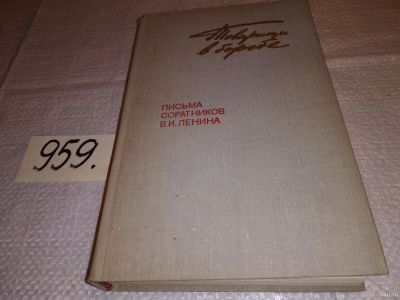 Товарищи
в борьбе
ПИСЬМА
СОРАТНИКОВ
В.И. ЛЕНИНА
959.